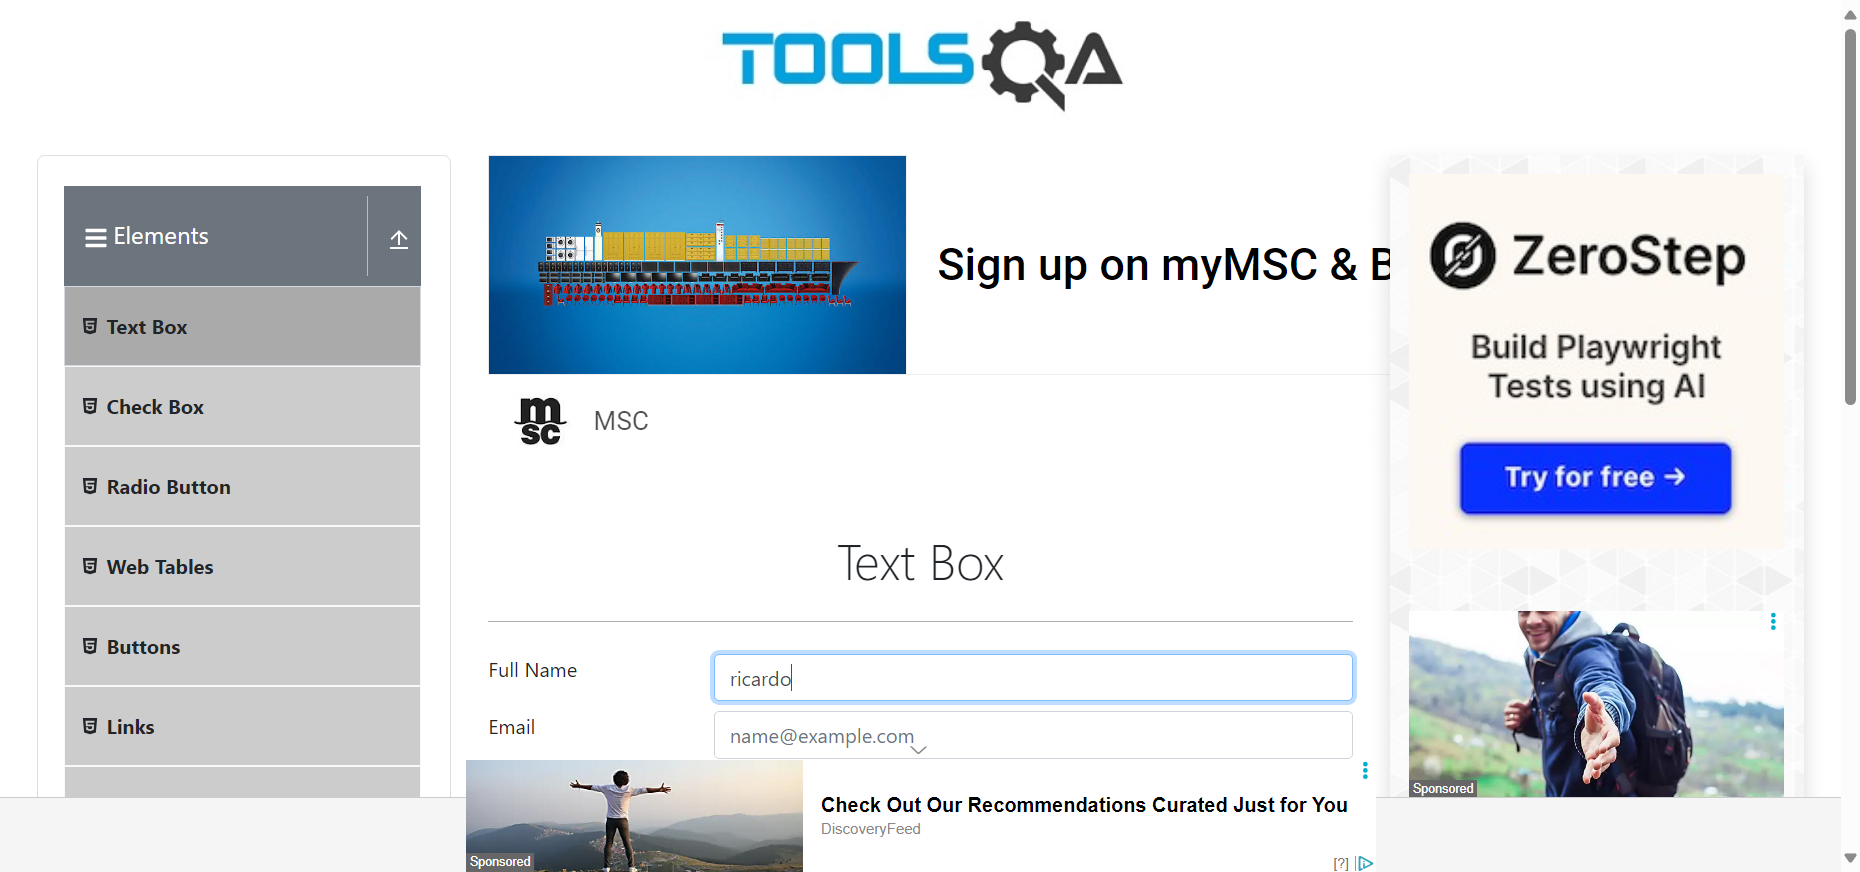 TOOLSQA
Elements
Text Box
Check Box
Radio Button
Web Tables
Buttons
Links
Sign up on myMSC & B
msc
MSC
Text Box
Full Name
ricardo
Email
name@example.com
Sponsored
Check Out Our Recommendations Curated Just for You
DiscoveryFeed
[?]
ZeroStep
Build Playwright
Tests using AI
Try for free →
Sponsored